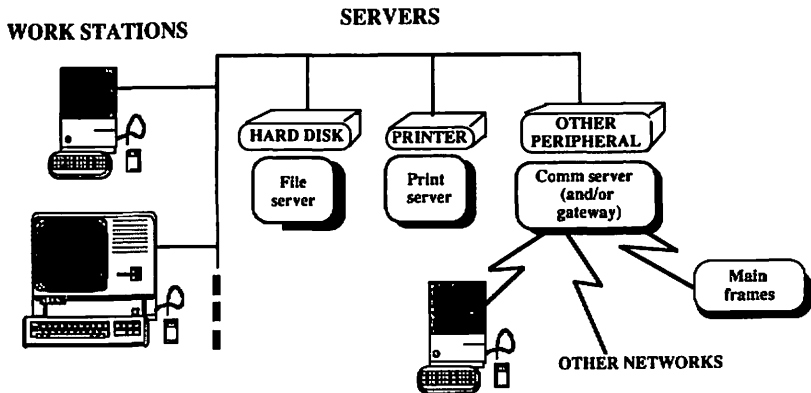 SERVERS
WORK STATIONS
HARD DISK
PRINTER
OTHER
PERIPHERAL
File
server
Print
server
Comm server
(and/or
gateway)
Main
frames
OTHER NETWORKS